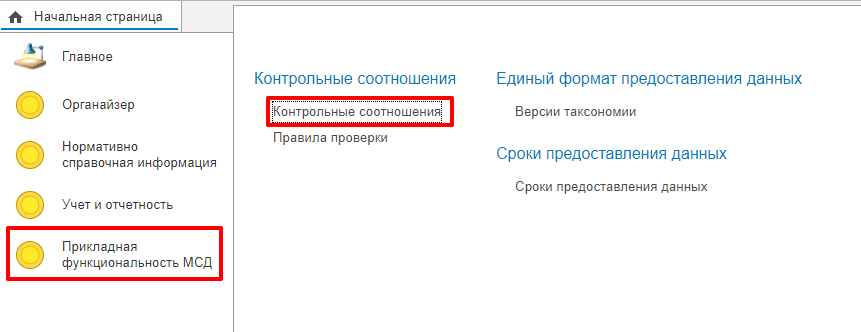 Начальная страница
Главное
Органайзер
Нормативно
справочная информация
Учет и отчетность
Прикладная
функциональность МСД
Контрольные соотношения
Контрольные соотношения
Правила проверки
Единый формат предоставления данных
Версии таксономии
Сроки предоставления данных
Сроки предоставления данных